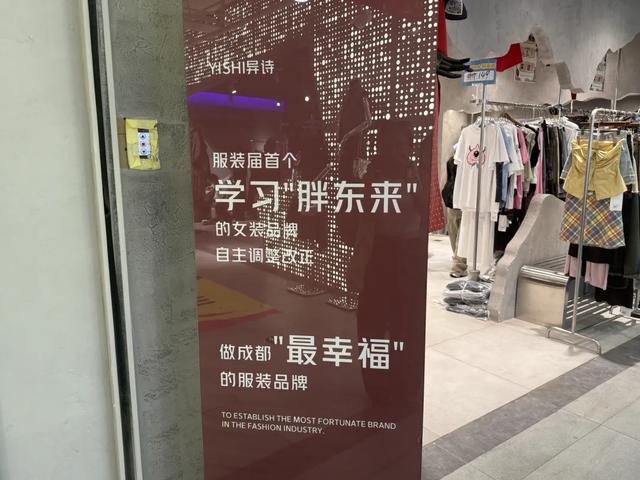 YISHI异诗
服装届首个
学习"胖东来"
的女装品牌
自主调整改正
做成都"最幸福"
的服装品牌
TO ESTABLISH THE MOST FORTUNATE BRAND
IN THE FASHION INDUSTRY.